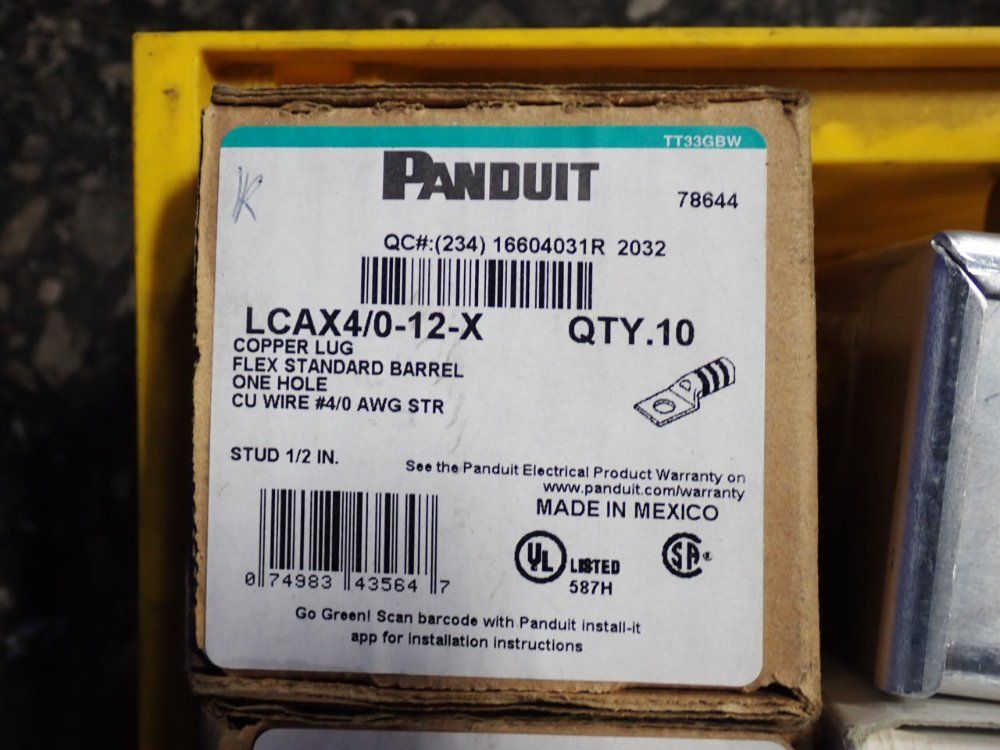 TT33GBW
PANDUIT
78644
K
QC#:(234) 16604031R 2032
LCAX4/0-12-X QTY.10
COPPER LUG
FLEX STANDARD BARREL
ONE HOLE
CU WIRE #4/0 AWG STR
STUD 1/2 IN.
See the Panduit Electrical Product Warranty on
www.panduit.com/warranty
MADE IN MEXICO
UL LISTED
587H
SA ®
0 74983 43564 7
Go Green! Scan barcode with Panduit install-it
app for installation instructions